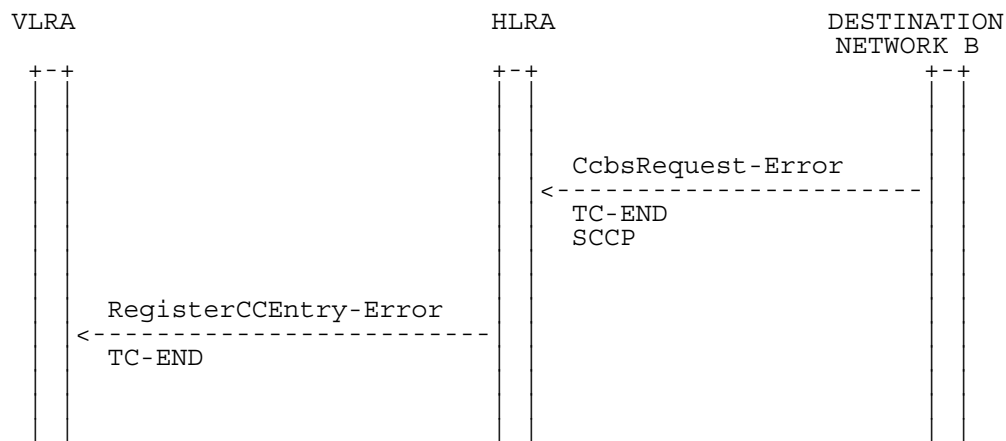 VLRA HLRA DESTINATION
NETWORK B
CcbsRequest-Error
TC-END
SCCP
RegisterCCEntry-Error
TC-END